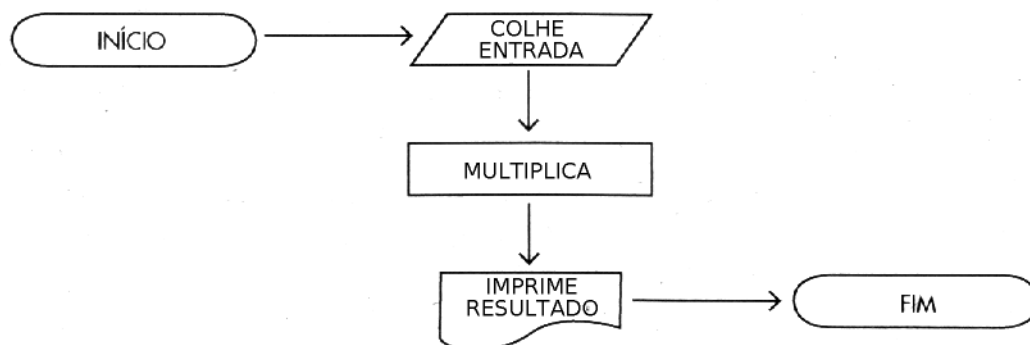 INÍCIO
COLHE
ENTRADA
MULTIPLICA
IMPRIME
RESULTADO
FIM